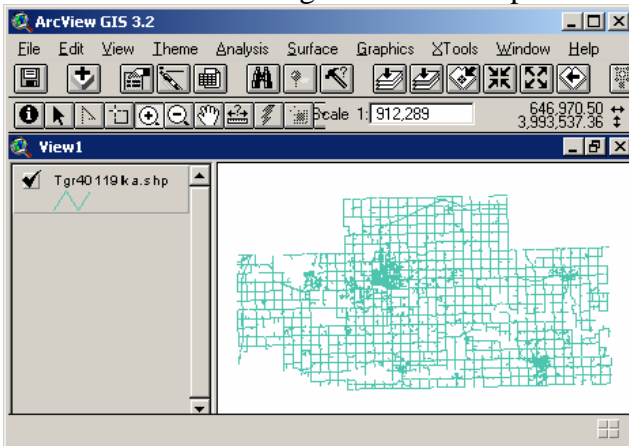 ArcView GIS 3.2
File Edit View Theme Analysis Surface Graphics XTools Window Help
Scale 1: 912,289 646,970.50
3,993,537.36
View1
Tgr40119lka.shp